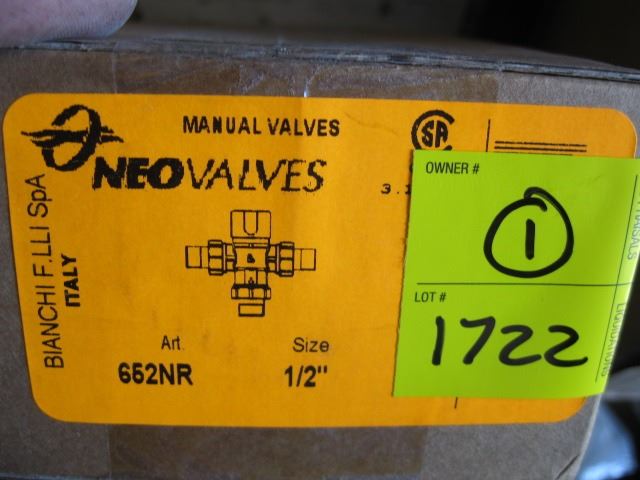 MANUAL VALVES
NEOVALVES
BIANCHI F.LLI SpA
ITALY
Art.
652NR
Size
1/2"
OWNER #
1
LOT #
1722